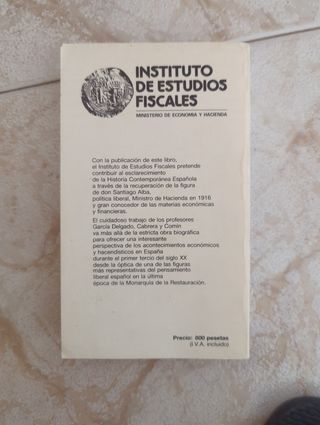 INSTITUTO
DE ESTUDIOS
FISCALES
MINISTERIO DE ECONOMIA Y HACIENDA
Con la publicación de este libro,
el Instituto de Estudios Fiscales pretende
contribuir al esclarecimiento
de la Historia Contemporánea Española
a través de la recuperación de la figura
de don Santiago Alba,
política liberal, Ministro de Hacienda en 1916
y gran conocedor de las materias económicas
y financieras.
El cuidadoso trabajo de los profesores
García Delgado, Cabrera y Comín
va más allá de la estricta obra biográfica
para ofrecer una interesante
perspectiva de los acontecimientos económicos
y hacendísticos en España
durante el primer tercio del siglo XX
desde la óptica de una de las figuras
más representativas del pensamiento
liberal español en la última
época de la Monarquía de la Restauración.
Precio: 800 pesetas
(I.V.A. incluido)